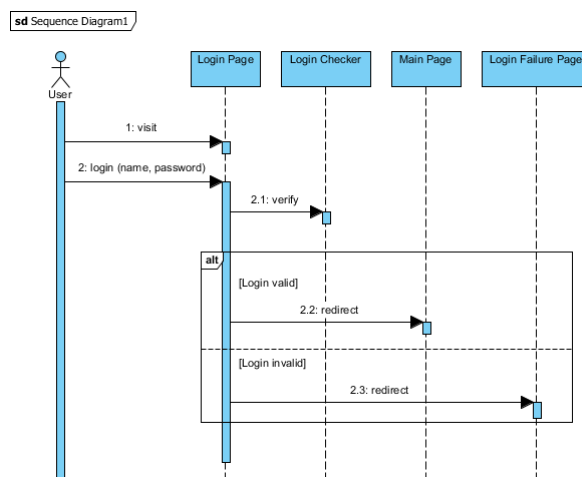 sd Sequence Diagram1
Login Page
Login Checker
Main Page
Login Failure Page
User
1: visit
2: login (name, password)
2.1: verify
alt
[Login valid]
2.2: redirect
[Login invalid]
2.3: redirect